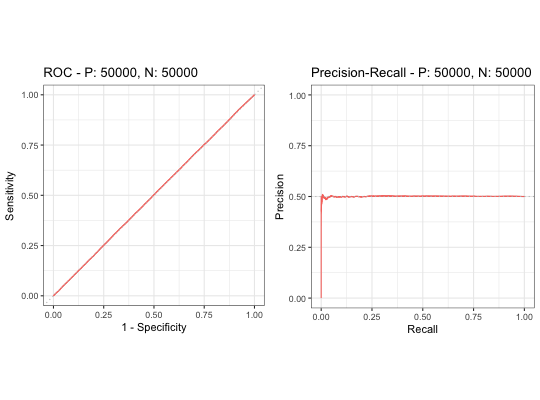 ROC - P: 50000, N: 50000
1.00
0.75
0.50
0.25
0.00
Sensitivity
0.00 0.25 0.50 0.75 1.00
1 - Specificity
Precision-Recall - P: 50000, N: 50000
1.00
0.75
0.50
0.25
0.00
Precision
0.00 0.25 0.50 0.75 1.00
Recall